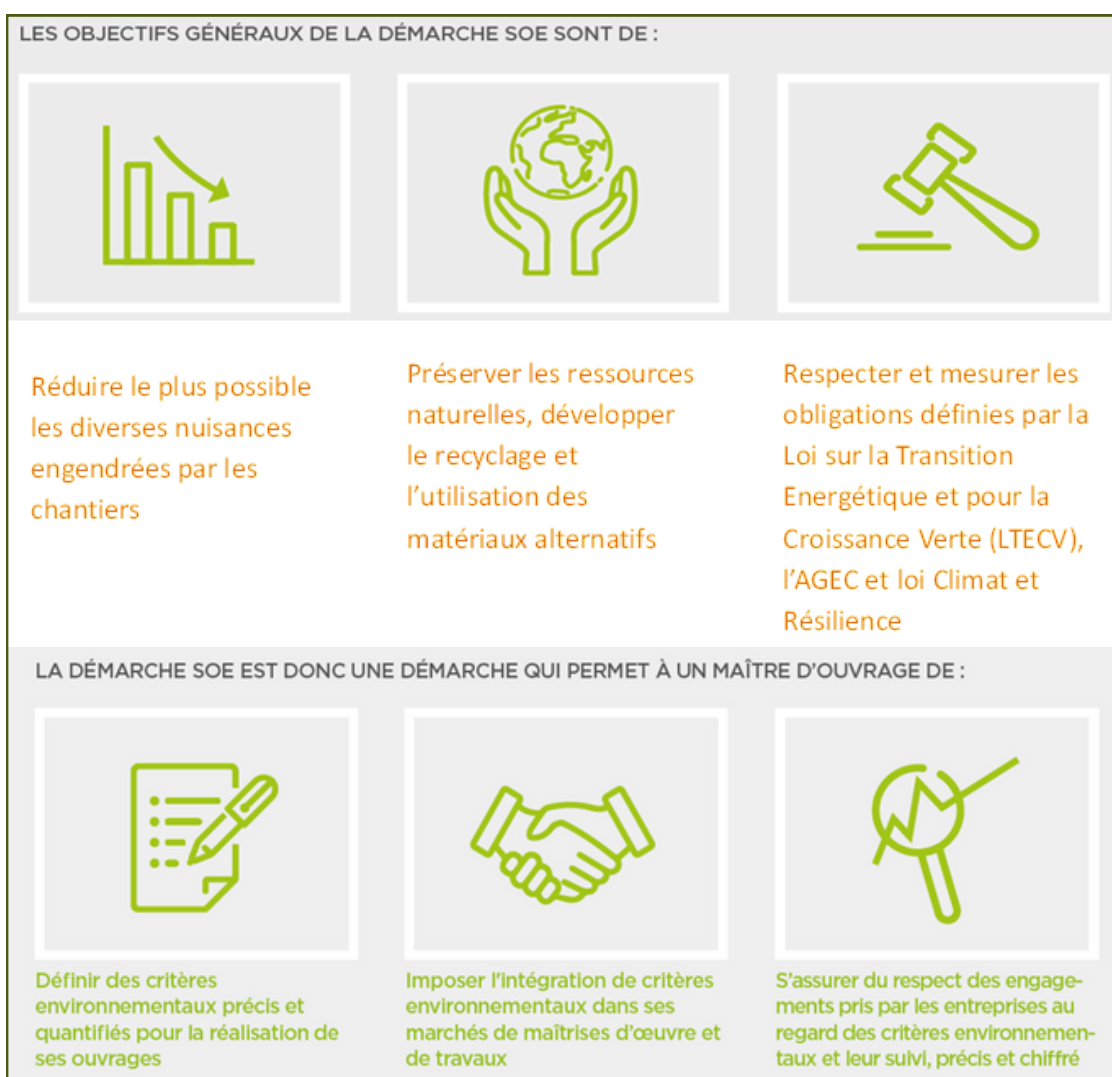 LES OBJECTIFS GÉNÉRAUX DE LA DÉMARCHE SOE SONT DE :
Réduire le plus possible
les diverses nuisances
engendrées par les
chantiers
Préserver les ressources
naturelles, développer
le recyclage et
l’utilisation des
matériaux alternatifs
Respecter et mesurer les
obligations définies par la
Loi sur la Transition
Energétique et pour la
Croissance Verte (LTECV),
l’AGEC et loi Climat et
Résilience
LA DÉMARCHE SOE EST DONC UNE DÉMARCHE QUI PERMET À UN MAÎTRE D’OUVRAGE DE :
Définir des critères
environnementaux précis et
quantifiés pour la réalisation de
ses ouvrages
Imposer l’intégration de critères
environnementaux dans ses
marchés de maîtrises d’œuvre et
de travaux
S’assurer du respect des engage-
ments pris par les entreprises au
regard des critères environnemen-
taux et leur suivi, précis et chiffré